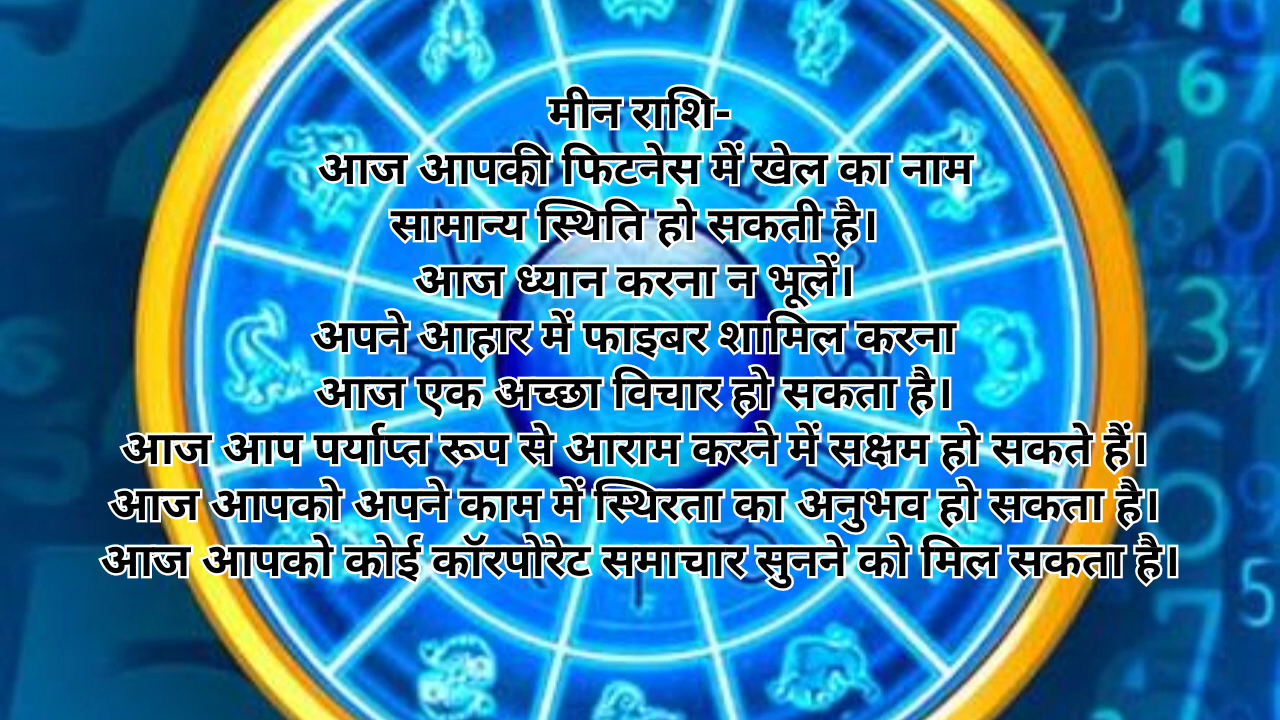 मीन राशि-
आज आपकी फिटनेस में खेल का नाम
सामान्य स्थिति हो सकती है।
आज ध्यान करना न भूलें।
अपने आहार में फाइबर शामिल करना
आज एक अच्छा विचार हो सकता है।
आज आप पर्याप्त रूप से आराम करने में सक्षम हो सकते हैं।
आज आपको अपने काम में स्थिरता का अनुभव हो सकता है।
आज आपको कोई कॉरपोरेट समाचार सुनने को मिल सकता है।